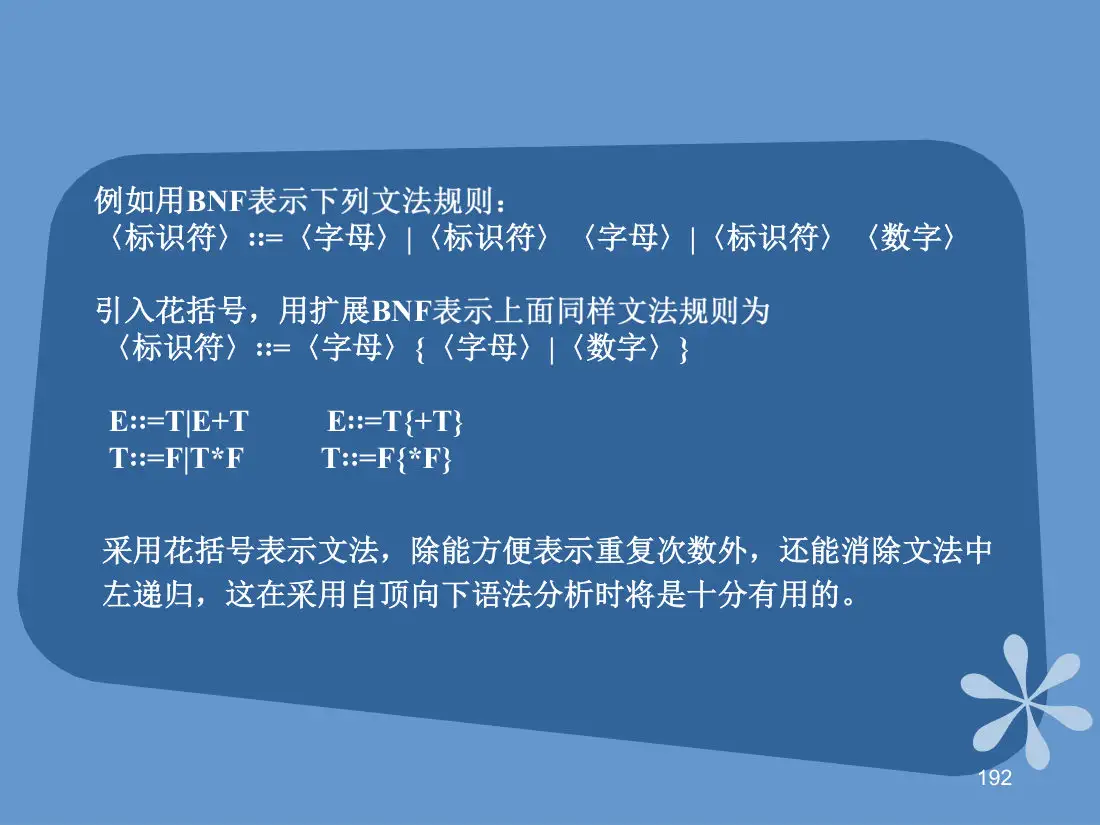 例如用BNF表示下列文法规则：
〈标识符〉∷=〈字母〉|〈标识符〉〈字母〉|〈标识符〉〈数字〉
引入花括号，用扩展BNF表示上面同样文法规则为
〈标识符〉∷=〈字母〉{〈字母〉|〈数字〉}
E∷=T|E+T E∷=T{+T}
T∷=F|T*F T∷=F{*F}
采用花括号表示文法，除能方便表示重复次数外，还能消除文法中
左递归，这在采用自顶向下语法分析时将是十分有用的。
192